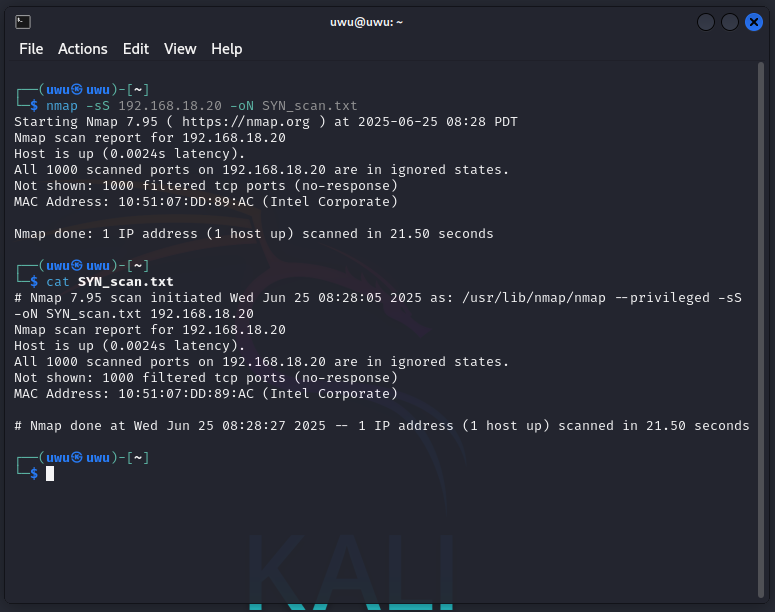 uwu@uwu: ~
File Actions Edit View Help
┌──(uwu㉿uwu)-[~]
└─$ nmap -sS 192.168.18.20 -oN SYN_scan.txt
Starting Nmap 7.95 ( https://nmap.org ) at 2025-06-25 08:28 PDT
Nmap scan report for 192.168.18.20
Host is up (0.0024s latency).
All 1000 scanned ports on 192.168.18.20 are in ignored states.
Not shown: 1000 filtered tcp ports (no-response)
MAC Address: 10:51:07:DD:89:AC (Intel Corporate)
Nmap done: 1 IP address (1 host up) scanned in 21.50 seconds
┌──(uwu㉿uwu)-[~]
└─$ cat SYN_scan.txt
# Nmap 7.95 scan initiated Wed Jun 25 08:28:05 2025 as: /usr/lib/nmap/nmap --privileged -sS
-oN SYN_scan.txt 192.168.18.20
Nmap scan report for 192.168.18.20
Host is up (0.0024s latency).
All 1000 scanned ports on 192.168.18.20 are in ignored states.
Not shown: 1000 filtered tcp ports (no-response)
MAC Address: 10:51:07:DD:89:AC (Intel Corporate)
# Nmap done at Wed Jun 25 08:28:27 2025 -- 1 IP address (1 host up) scanned in 21.50 seconds
┌──(uwu㉿uwu)-[~]
└─$
KALI